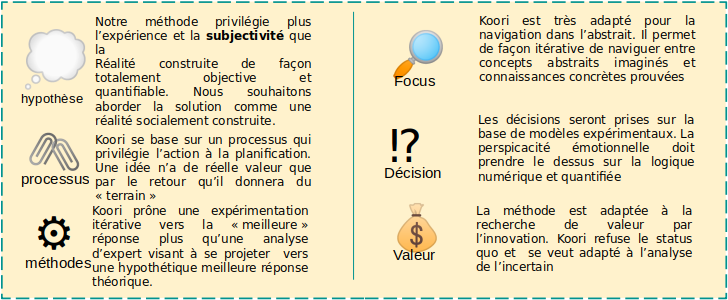 Notre méthode privilégie plus
l’expérience et la subjectivité que
la
Réalité construite de façon
totalement objective et
quantifiable. Nous souhaitons
aborder la solution comme une
réalité socialement construite.
hypothèse
Koori se base sur un processus qui
privilégie l’action à la planification.
Une idée n’a de réelle valeur que
par le retour qu’il donnera du
« terrain »
processus
Koori prône une expérimentation
itérative vers la « meilleure »
réponse plus qu’une analyse
d’expert visant à se projeter vers
une hypothétique meilleure réponse
théorique.
méthodes
Koori est très adapté pour la
navigation dans l’abstrait. Il permet
de façon itérative de naviguer entre
concepts abstraits imaginés et
connaissances concrètes prouvées
Focus
Les décisions seront prises sur la
base de modèles expérimentaux. La
perspicacité émotionnelle doit
prendre le dessus sur la logique
numérique et quantifiée
!?
Décision
La méthode est adaptée à la
recherche de valeur par
l’innovation. Koori refuse le status
quo et se veut adapté à l’analyse
de l’incertain
$
Valeur